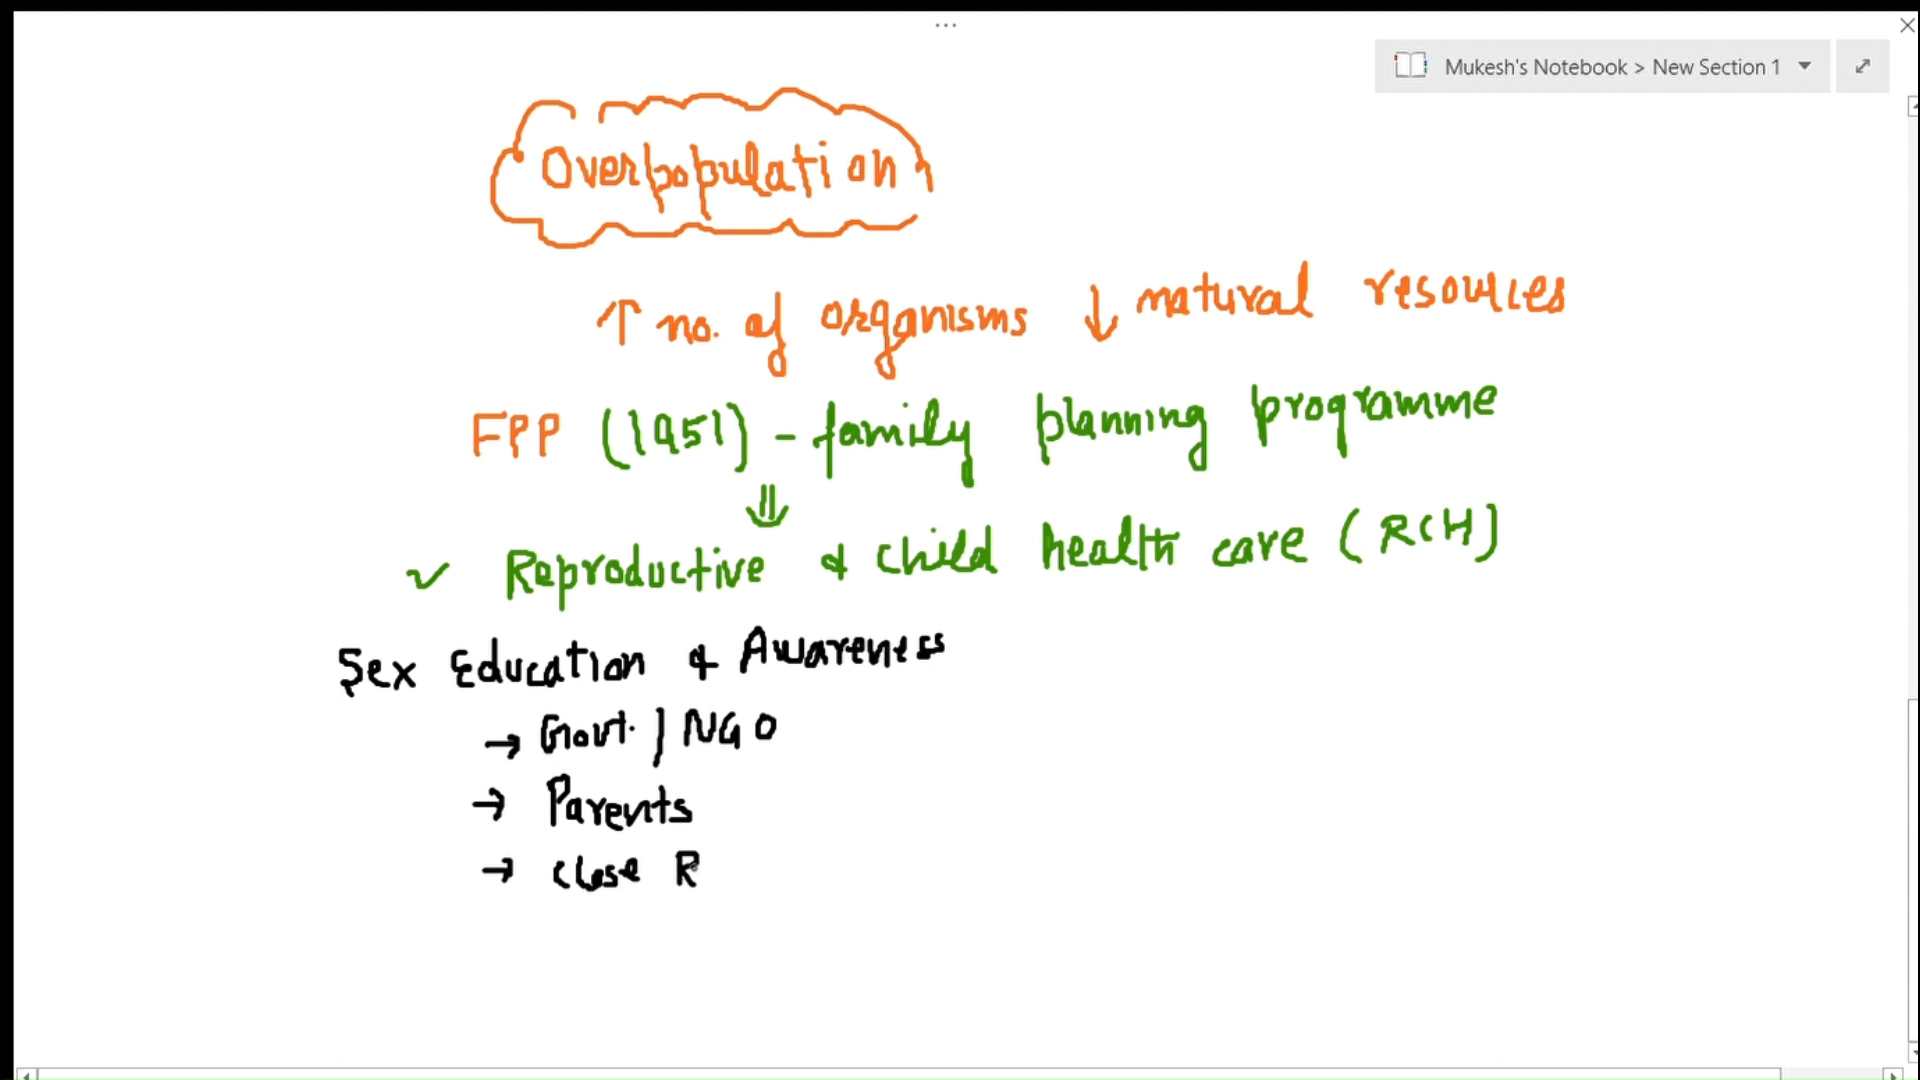 ...
Mukesh's Notebook > New Section 1
Overpopulation
↑ no. of organisms ↓ natural resources
FPP (1951) - family planning programme
⇓
✓ Reproductive & child health care (RCH)
Sex Education & Awareness
→ Govt. / NGO
→ Parents
→ Close R